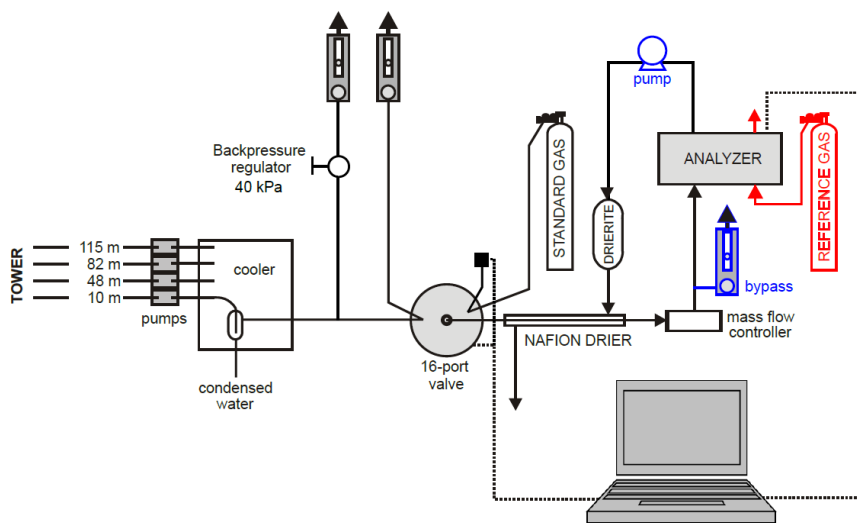 pump
Backpressure
regulator
40 kPa
STANDARD GAS
ANALYZER
REFERENCE GAS
DRIERITE
TOWER
115 m
82 m
48 m
10 m
cooler
pumps
bypass
mass flow
controller
NAFION DRIER
16-port
valve
condensed
water